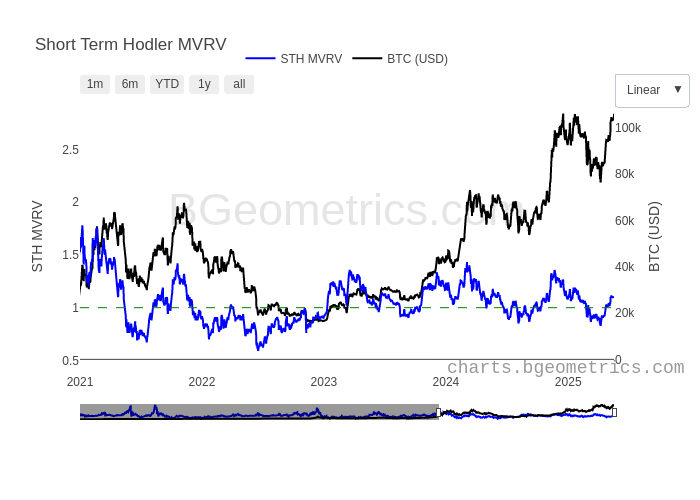 Short Term Hodler MVRV
STH MVRV BTC (USD)
1m 6m YTD 1y all
Linear ▼
2.5
2
1.5
1
0.5
STH MVRV
BGeometrics.com
100k
80k
60k
40k
20k
0
BTC (USD)
charts.bgeometrics.com
2021 2022 2023 2024 2025